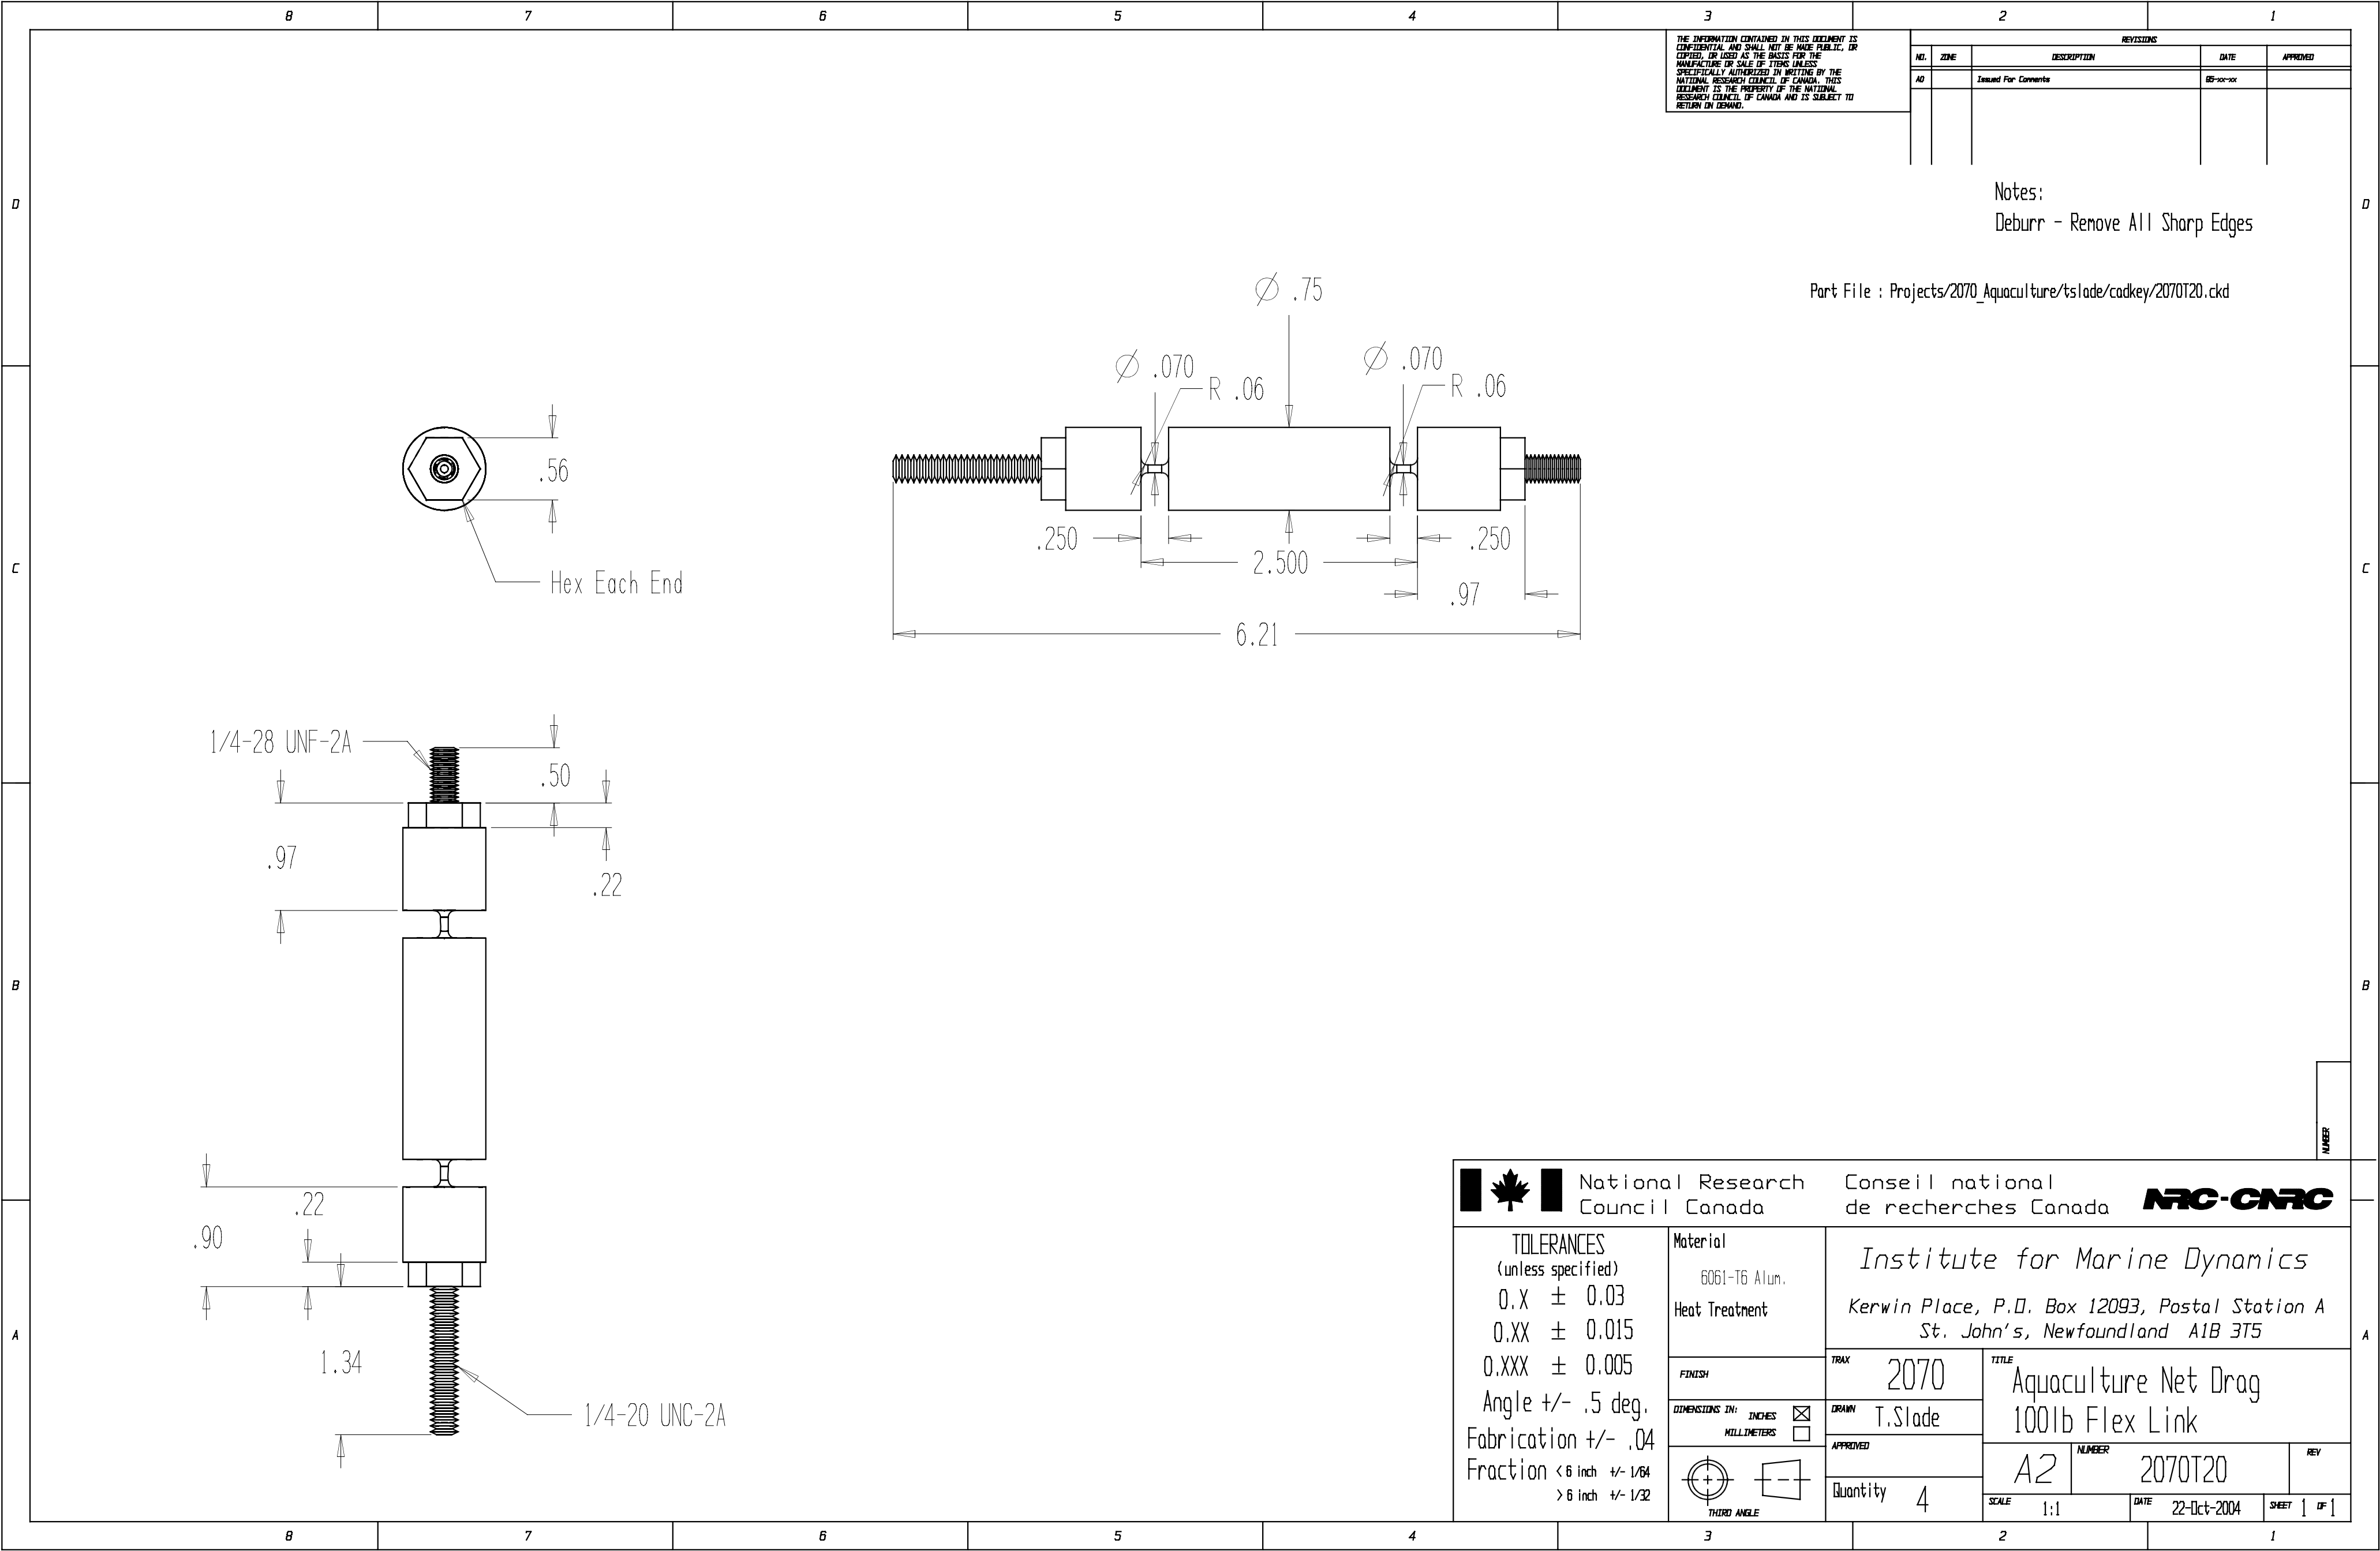 8 7 6 5 4 3 2 1
THE INFORMATION CONTAINED IN THIS DOCUMENT IS
CONFIDENTIAL AND SHALL NOT BE MADE PUBLIC, OR
COPIED, OR USED AS THE BASIS FOR THE
MANUFACTURE OR SALE OF ITEMS UNLESS
SPECIFICALLY AUTHORIZED IN WRITING BY THE
NATIONAL RESEARCH COUNCIL OF CANADA. THIS
DOCUMENT IS THE PROPERTY OF THE NATIONAL
RESEARCH COUNCIL OF CANADA AND IS SUBJECT TO
RETURN ON DEMAND.
REVISIONS
NO. ZONE DESCRIPTION DATE APPROVED
A0 Issued For Comments 05-xx-xx
D D
Notes:
Deburr - Remove All Sharp Edges
Part File : Projects/2070_Aquaculture/tslade/cadkey/2070T20.ckd
Ø .75
Ø .070
R .06
Ø .070
R .06
.56
Hex Each End
.250
2.500
.250
.97
6.21
C C
1/4-28 UNF-2A
.50
.97
.22
B B
.22
.90
1.34
1/4-20 UNC-2A
A A
NUMBER
National Research
Council Canada
Conseil national
de recherches Canada
NRC-CNRC
TOLERANCES
(unless specified)
0.X ± 0.03
0.XX ± 0.015
0.XXX ± 0.005
Angle +/- .5 deg.
Fabrication +/- .04
Fraction < 6 inch +/- 1/64
> 6 inch +/- 1/32
Material
6061-T6 Alum.
Heat Treatment
FINISH
DIMENSIONS IN:
INCHES
MILLIMETERS
THIRD ANGLE
Institute for Marine Dynamics
Kerwin Place, P.O. Box 12093, Postal Station A
St. John's, Newfoundland A1B 3T5
TRAX 2070
DRAWN T.Slade
APPROVED
Quantity 4
TITLE
Aquaculture Net Drag
100lb Flex Link
A2
NUMBER 2070T20
REV
SCALE 1:1
DATE 22-Oct-2004
SHEET 1 OF 1
8 7 6 5 4 3 2 1